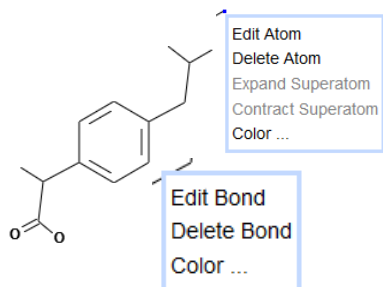 Edit Atom
Delete Atom
Expand Superatom
Contract Superatom
Color ...
Edit Bond
Delete Bond
Color ...
O
O